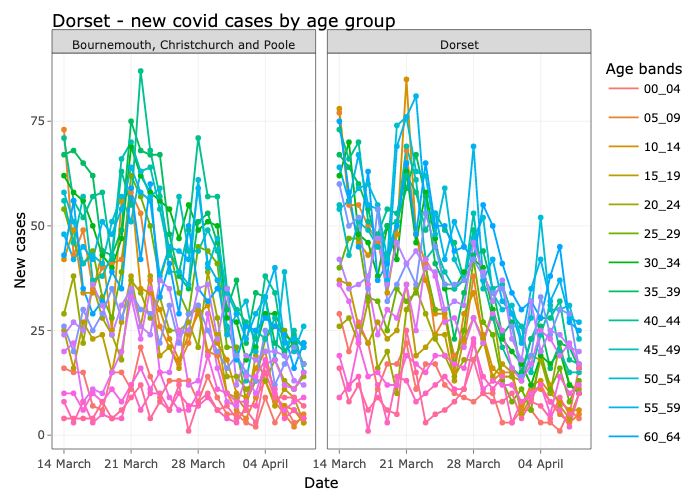 Dorset - new covid cases by age group
Bournemouth, Christchurch and Poole
Dorset
New cases
75
50
25
0
14 March
21 March
28 March
04 April
14 March
21 March
28 March
04 April
Date
Age bands
00_04
05_09
10_14
15_19
20_24
25_29
30_34
35_39
40_44
45_49
50_54
55_59
60_64